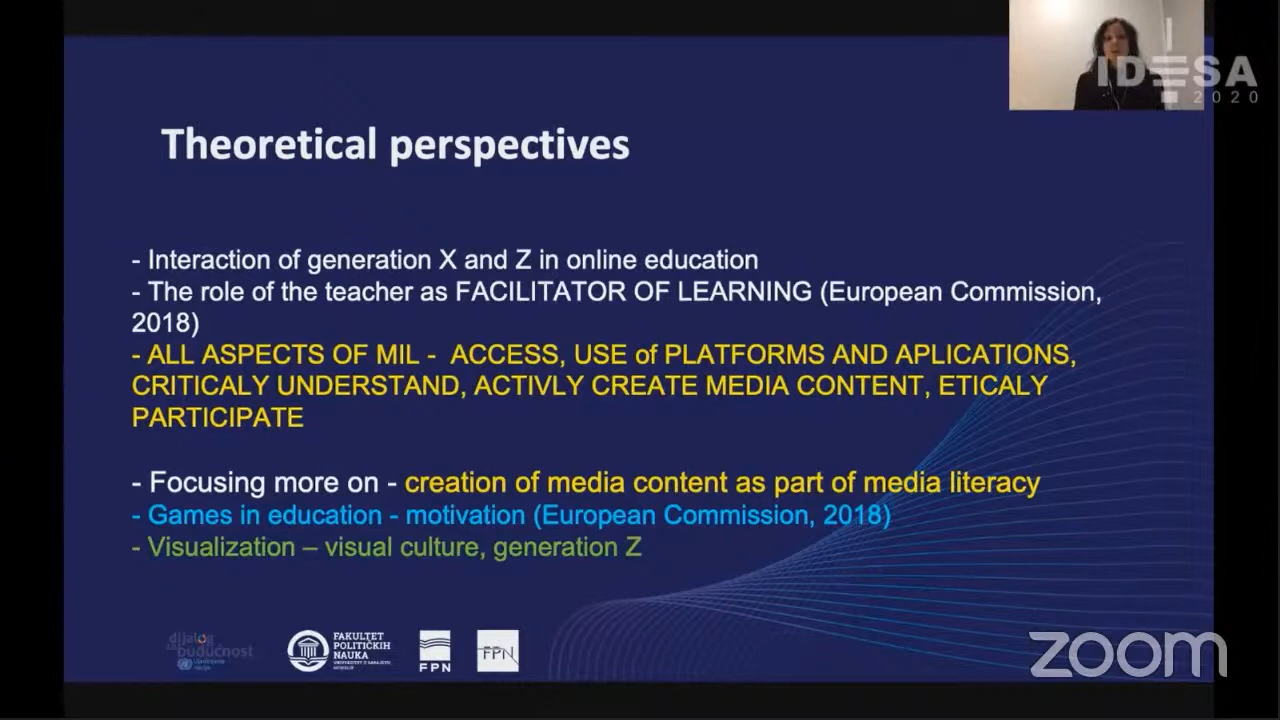 IDESA
2020
Theoretical perspectives
- Interaction of generation X and Z in online education
- The role of the teacher as FACILITATOR OF LEARNING (European Commission,
2018)
- ALL ASPECTS OF MIL - ACCESS, USE of PLATFORMS AND APLICATIONS,
CRITICALY UNDERSTAND, ACTIVLY CREATE MEDIA CONTENT, ETICALY
PARTICIPATE
- Focusing more on - creation of media content as part of media literacy
- Games in education - motivation (European Commission, 2018)
- Visualization – visual culture, generation Z
dijalog
budućnost
FAKULTET
POLITIČKIH
NAUKA
FPN
FPN
zoom